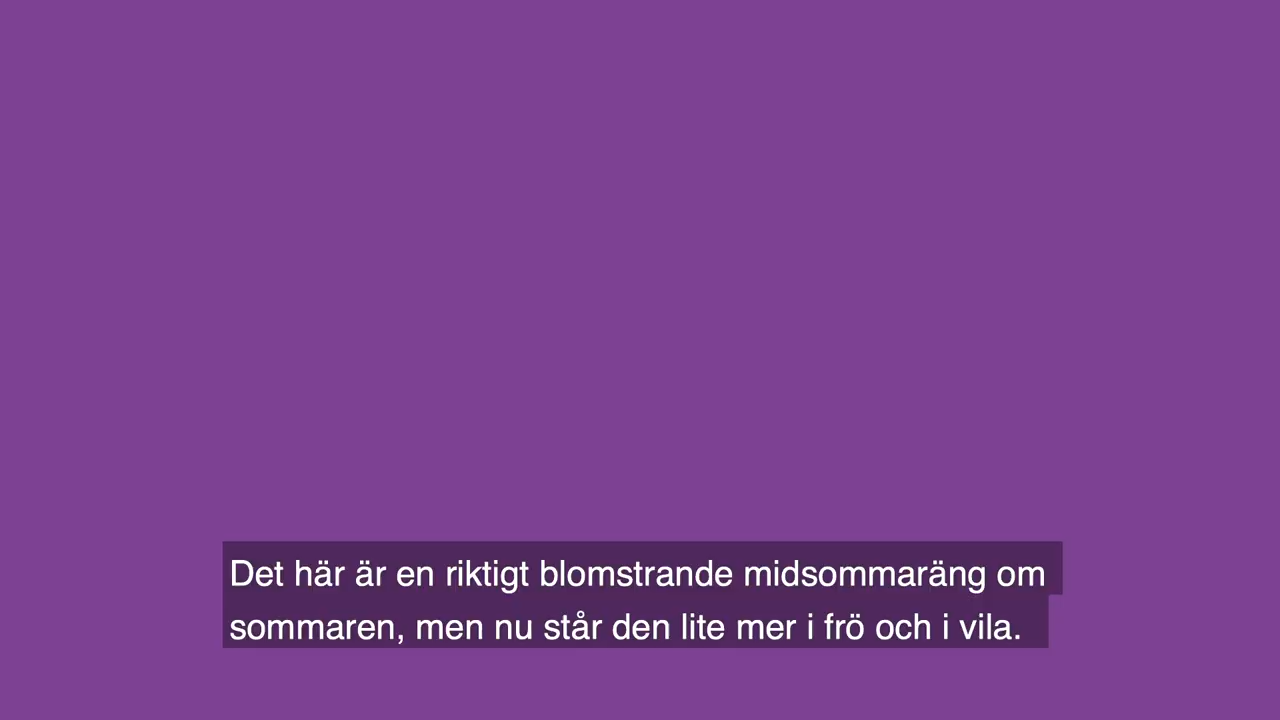 Det här är en riktigt blomstrande midsommaräng om
sommaren, men nu står den lite mer i frö och i vila.